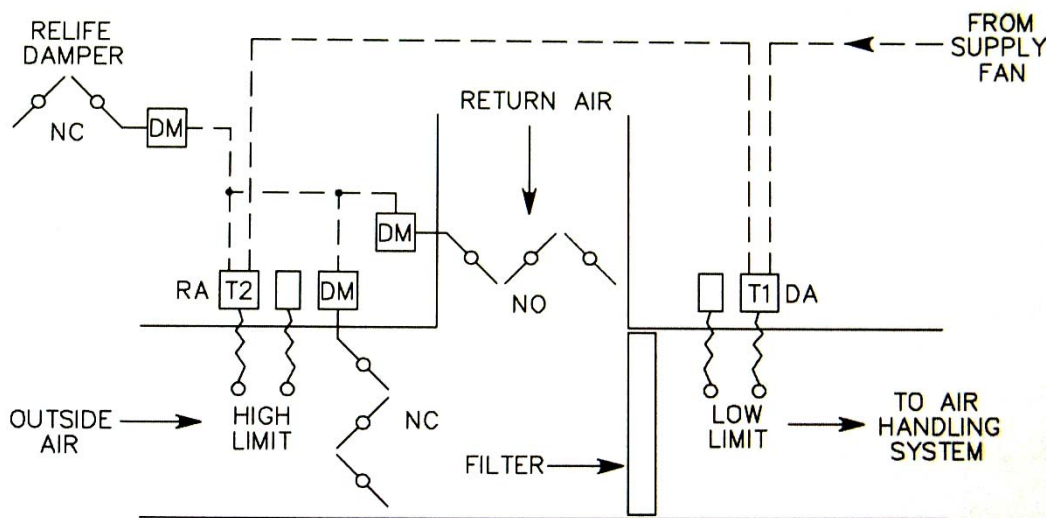 RELIFE
DAMPER
NC
DM
RETURN AIR
FROM
SUPPLY
FAN
DM
RA
T2
DM
NO
T1
DA
OUTSIDE
AIR
HIGH
LIMIT
NC
FILTER
LOW
LIMIT
TO AIR
HANDLING
SYSTEM